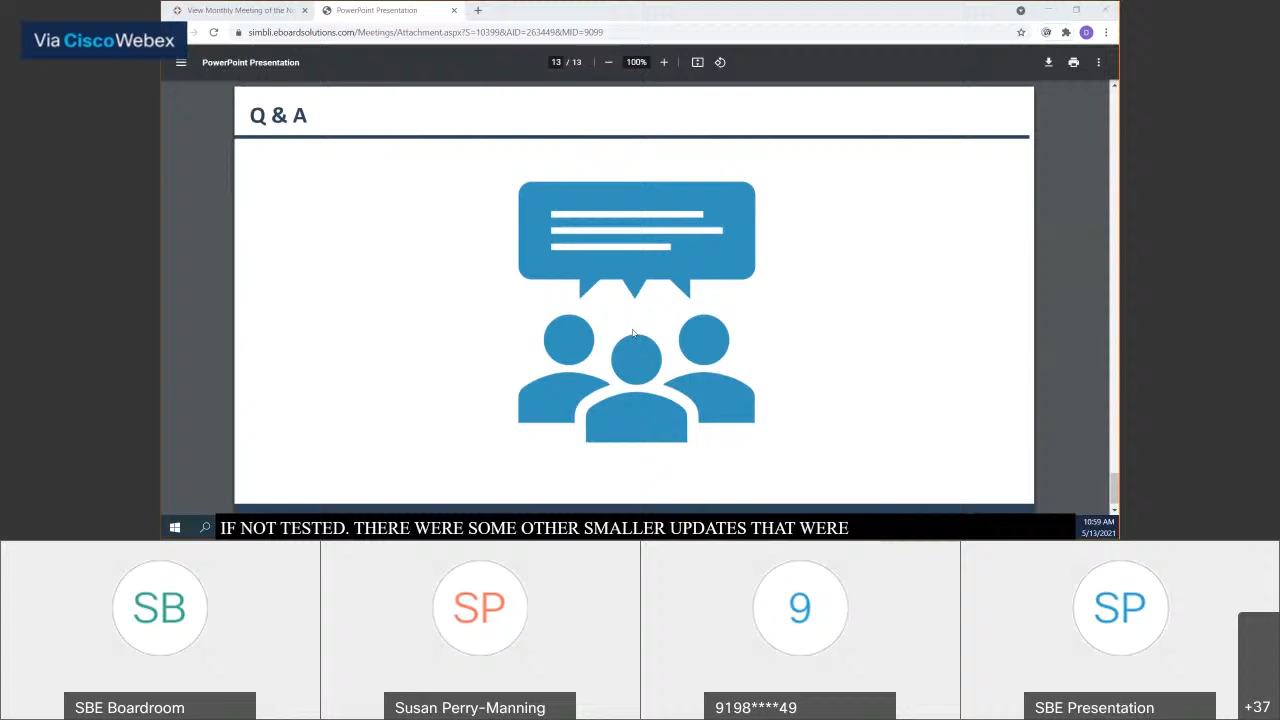 View Monthly Meeting of the N
PowerPoint Presentation
Via CiscoWebex
simbli.eboardsolutions.com/Meetings/Attachment.aspx?S=10399&AID=263449&MID=9099
D
PowerPoint Presentation
13 / 13
100%
Q & A
IF NOT TESTED. THERE WERE SOME OTHER SMALLER UPDATES THAT WERE
10:59 AM
5/13/2021
SB
SP
9
SP
SBE Boardroom
Susan Perry-Manning
9198****49
SBE Presentation
+37